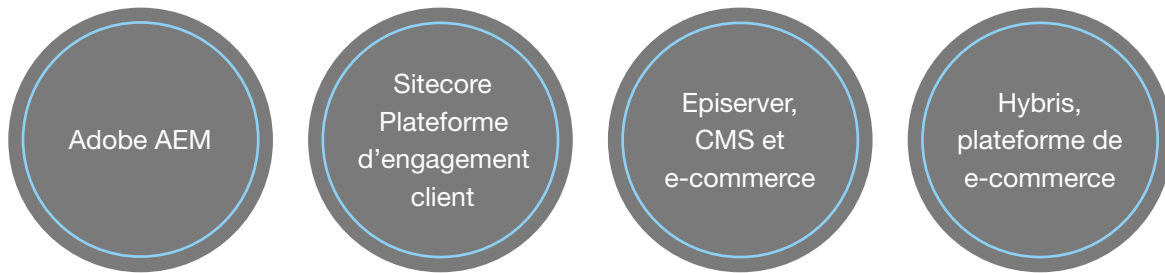 Adobe AEM
Sitecore
Plateforme
d’engagement
client
Episerver,
CMS et
e-commerce
Hybris,
plateforme de
e-commerce